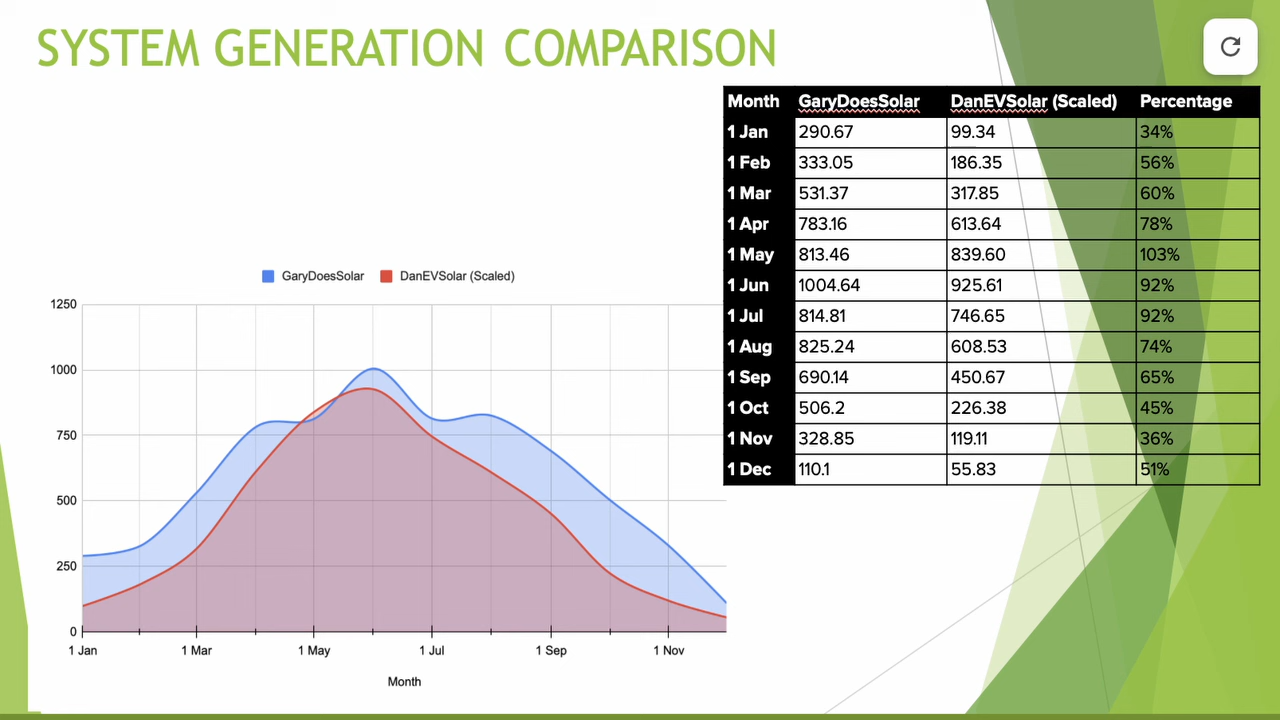 SYSTEM GENERATION COMPARISON
Month GaryDoesSolar DanEVSolar (Scaled) Percentage
1 Jan 290.67 99.34 34%
1 Feb 333.05 186.35 56%
1 Mar 531.37 317.85 60%
1 Apr 783.16 613.64 78%
1 May 813.46 839.60 103%
1 Jun 1004.64 925.61 92%
1 Jul 814.81 746.65 92%
1 Aug 825.24 608.53 74%
1 Sep 690.14 450.67 65%
1 Oct 506.2 226.38 45%
1 Nov 328.85 119.11 36%
1 Dec 110.1 55.83 51%
GaryDoesSolar DanEVSolar (Scaled)
1250
1000
750
500
250
0
1 Jan 1 Mar 1 May 1 Jul 1 Sep 1 Nov
Month